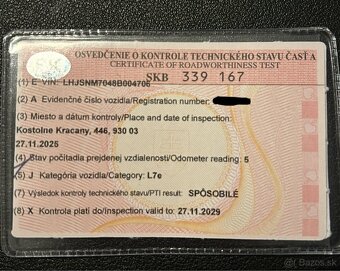 OSVEDČENIE O KONTROLE TECHNICKÉHO STAVU ČASŤ A
CERTIFICATE OF ROADWORTHINESS TEST
SKB 339 167
SK
(1) E VIN: LHJSNM7048B004706
(2) A Evidenčné číslo vozidla/Registration number:
(3) Miesto a dátum kontroly/Place and date of inspection:
Kostolne Kracany, 446, 930 03
27.11.2025
(4) Stav počítadla prejdenej vzdialenosti/Odometer reading: 5
(5) J Kategória vozidla/Category: L7e
(7) Výsledok kontroly technického stavu/PTI result: SPÔSOBILÉ
(8) X Kontrola platí do/Inspection valid to: 27.11.2029
Bazos.sk